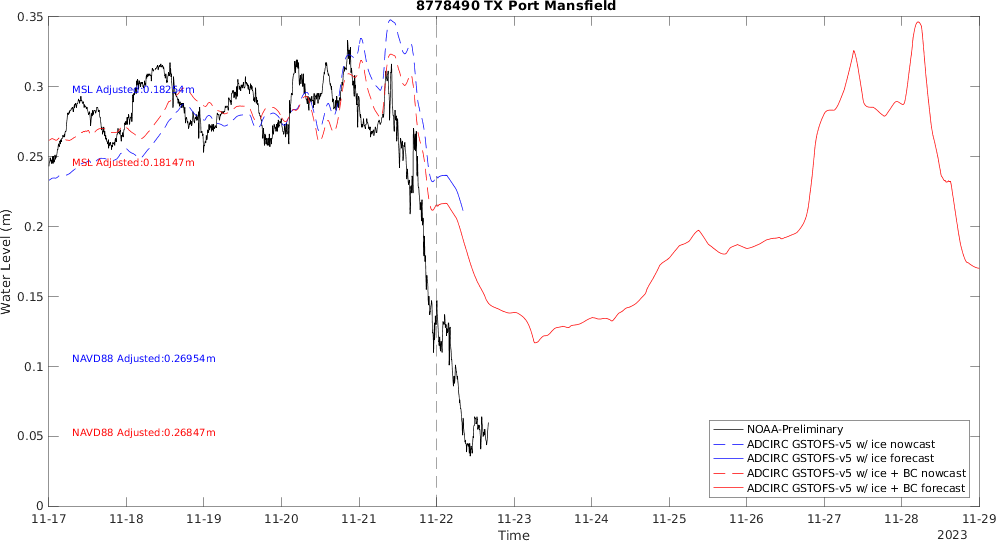 8778490 TX Port Mansfield
0.35
0.3
0.25
0.2
0.15
0.1
0.05
0
Water Level (m)
MSL Adjusted:0.18264m
MSL Adjusted:0.18147m
NAVD88 Adjusted:0.26954m
NAVD88 Adjusted:0.26847m
NOAA-Preliminary
ADCIRC GSTOFS-v5 w/ ice nowcast
ADCIRC GSTOFS-v5 w/ ice forecast
ADCIRC GSTOFS-v5 w/ ice + BC nowcast
ADCIRC GSTOFS-v5 w/ ice + BC forecast
11-17 11-18 11-19 11-20 11-21 11-22 11-23 11-24 11-25 11-26 11-27 11-28 11-29
Time
2023